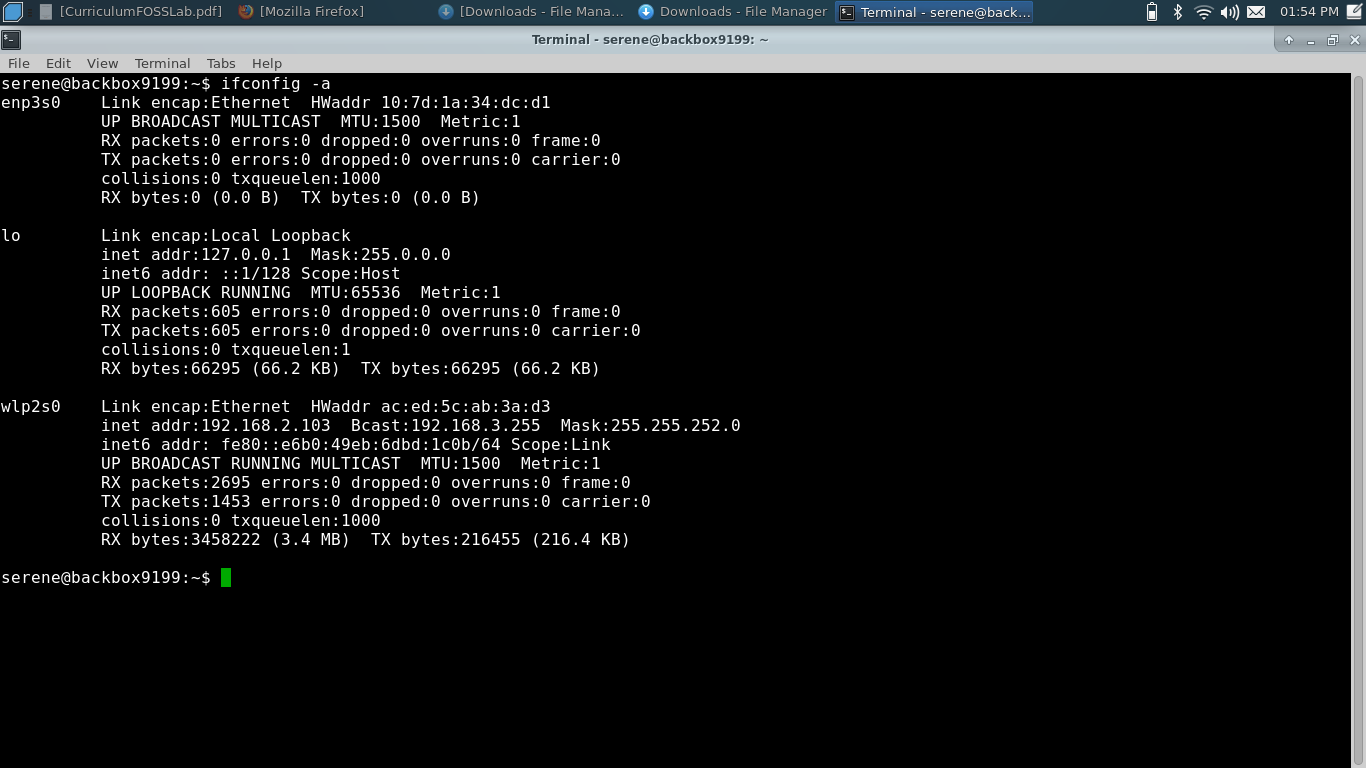 [CurriculumFOSSLab.pdf] [Mozilla Firefox] [Downloads - File Mana... Downloads - File Manager Terminal - serene@back... 01:54 PM
Terminal - serene@backbox9199: ~
File Edit View Terminal Tabs Help
serene@backbox9199:~$ ifconfig -a
enp3s0    Link encap:Ethernet  HWaddr 10:7d:1a:34:dc:d1
          UP BROADCAST MULTICAST  MTU:1500  Metric:1
          RX packets:0 errors:0 dropped:0 overruns:0 frame:0
          TX packets:0 errors:0 dropped:0 overruns:0 carrier:0
          collisions:0 txqueuelen:1000
          RX bytes:0 (0.0 B)  TX bytes:0 (0.0 B)

lo        Link encap:Local Loopback
          inet addr:127.0.0.1  Mask:255.0.0.0
          inet6 addr: ::1/128 Scope:Host
          UP LOOPBACK RUNNING  MTU:65536  Metric:1
          RX packets:605 errors:0 dropped:0 overruns:0 frame:0
          TX packets:605 errors:0 dropped:0 overruns:0 carrier:0
          collisions:0 txqueuelen:1
          RX bytes:66295 (66.2 KB)  TX bytes:66295 (66.2 KB)

wlp2s0    Link encap:Ethernet  HWaddr ac:ed:5c:ab:3a:d3
          inet addr:192.168.2.103  Bcast:192.168.3.255  Mask:255.255.252.0
          inet6 addr: fe80::e6b0:49eb:6dbd:1c0b/64 Scope:Link
          UP BROADCAST RUNNING MULTICAST  MTU:1500  Metric:1
          RX packets:2695 errors:0 dropped:0 overruns:0 frame:0
          TX packets:1453 errors:0 dropped:0 overruns:0 carrier:0
          collisions:0 txqueuelen:1000
          RX bytes:3458222 (3.4 MB)  TX bytes:216455 (216.4 KB)

serene@backbox9199:~$